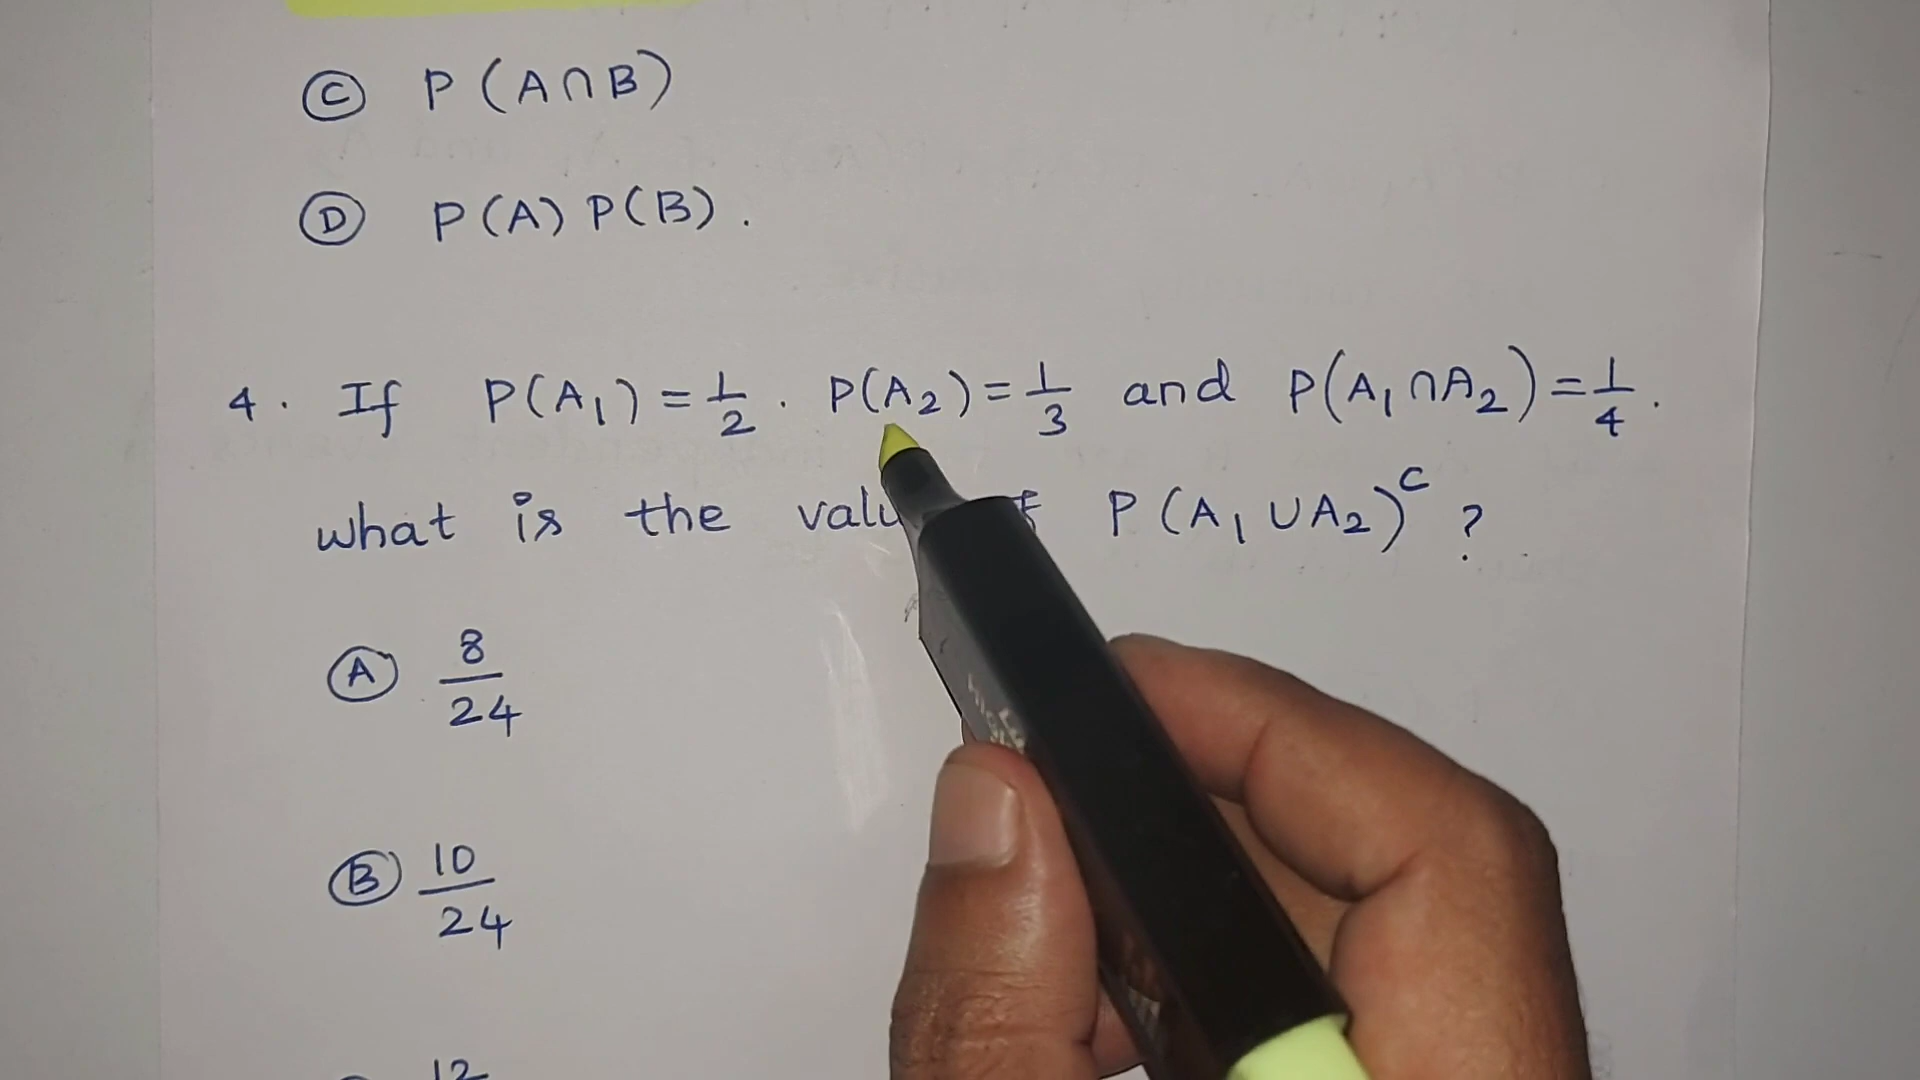 C P(A∩B)
D P(A) P(B).
4. If P(A₁) = 1/2 . P(A₂) = 1/3 and P(A₁∩A₂) = 1/4.
what is the P(A₁∪A₂)ᶜ ?
A 8/24
B 10/24
12